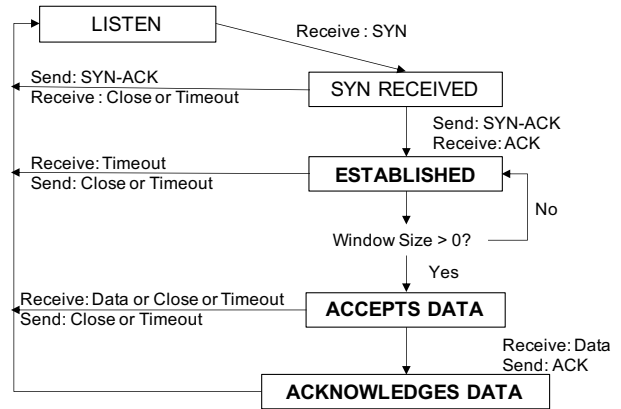 LISTEN
Receive : SYN
Send: SYN-ACK
Receive : Close or Timeout
SYN RECEIVED
Send: SYN-ACK
Receive: ACK
Receive: Timeout
Send: Close or Timeout
ESTABLISHED
No
Window Size > 0?
Yes
Receive: Data or Close or Timeout
Send: Close or Timeout
ACCEPTS DATA
Receive: Data
Send: ACK
ACKNOWLEDGES DATA